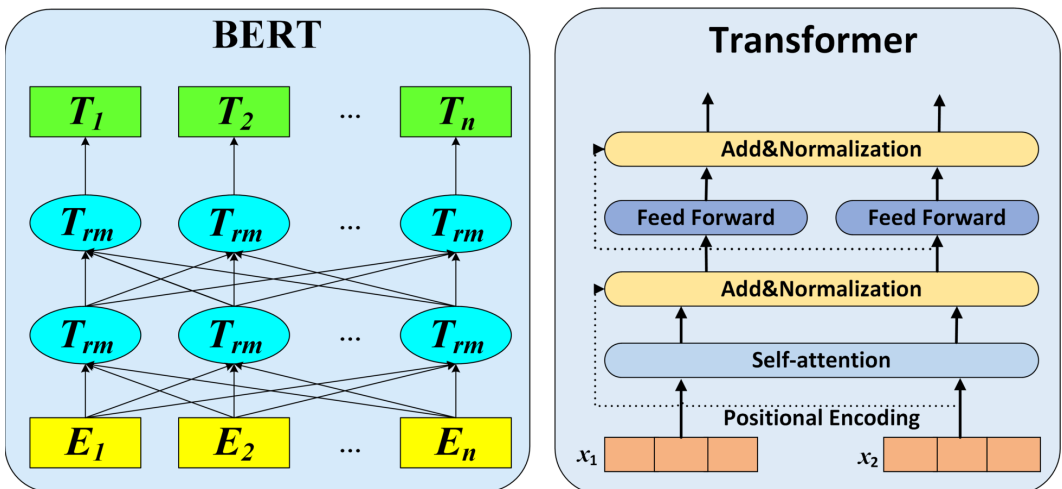 BERT
T1 T2 ... Tn
Trm Trm ... Trm
Trm Trm ... Trm
E1 E2 ... En
Transformer
Add&Normalization
Feed Forward Feed Forward
Add&Normalization
Self-attention
Positional Encoding
x1 x2